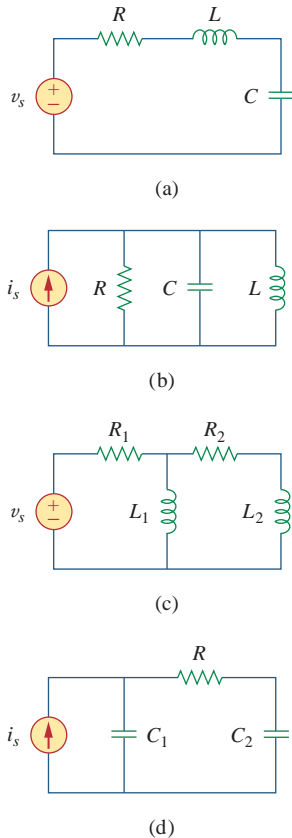 R L
v_s + − C
(a)
i_s R C L
(b)
R_1 R_2
v_s + − L_1 L_2
(c)
R
i_s C_1 C_2
(d)